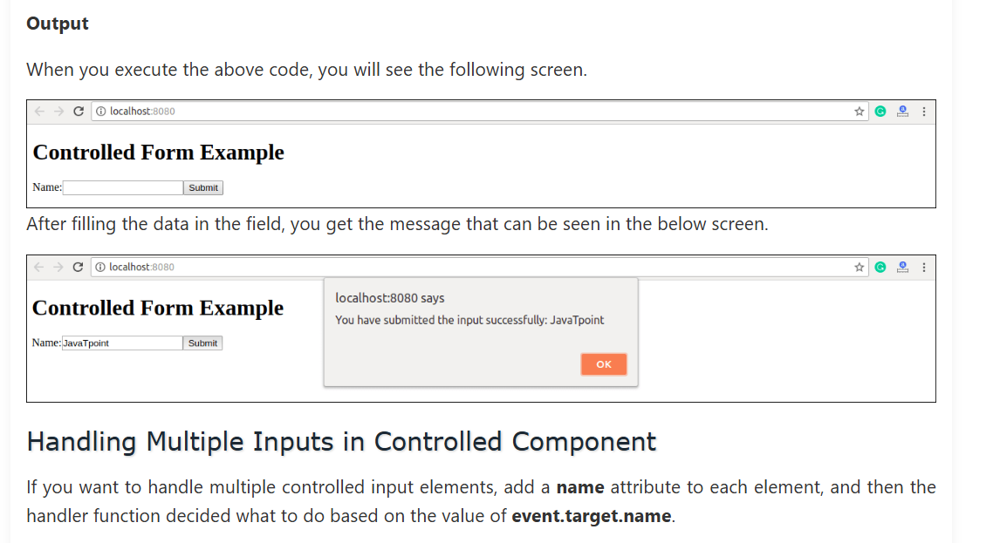 Output
When you execute the above code, you will see the following screen.
localhost:8080
Controlled Form Example
Name: Submit
After filling the data in the field, you get the message that can be seen in the below screen.
localhost:8080
Controlled Form Example
Name: JavaTpoint Submit
localhost:8080 says
You have submitted the input successfully: JavaTpoint
OK
Handling Multiple Inputs in Controlled Component
If you want to handle multiple controlled input elements, add a name attribute to each element, and then the
handler function decided what to do based on the value of event.target.name.